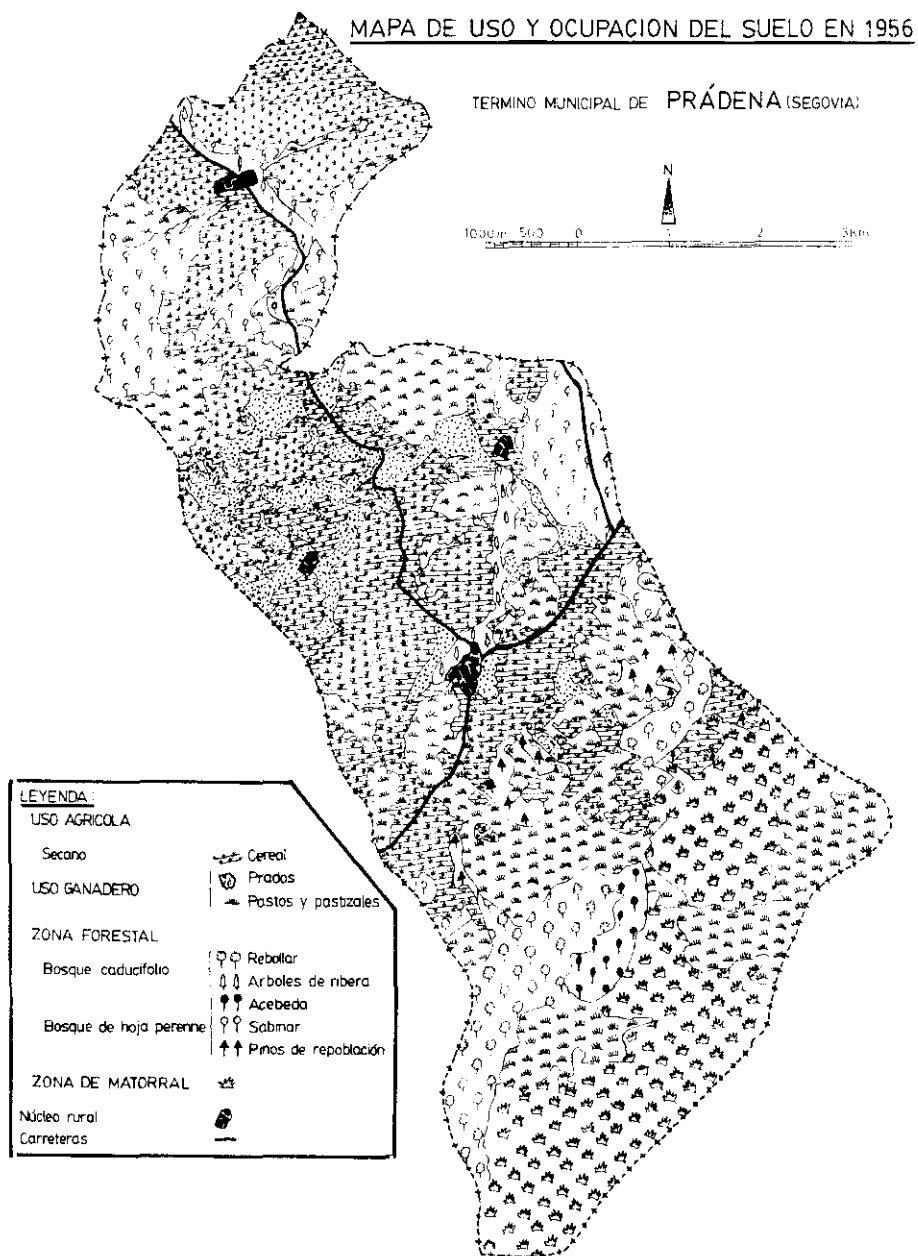 MAPA DE USO Y OCUPACION DEL SUELO EN 1956
TERMINO MUNICIPAL DE PRÁDENA (SEGOVIA)
N
1000m 500 0 1 2 3Km
LEYENDA:
USO AGRICOLA
Secano Cereal
USO GANADERO Prados
Pastos y pastizales
ZONA FORESTAL
Bosque caducifolio Rebollar
Arboles de ribera
Bosque de hoja perenne Acebeda
Sabinar
Pinos de repoblación
ZONA DE MATORRAL
Núcleo rural
Carreteras